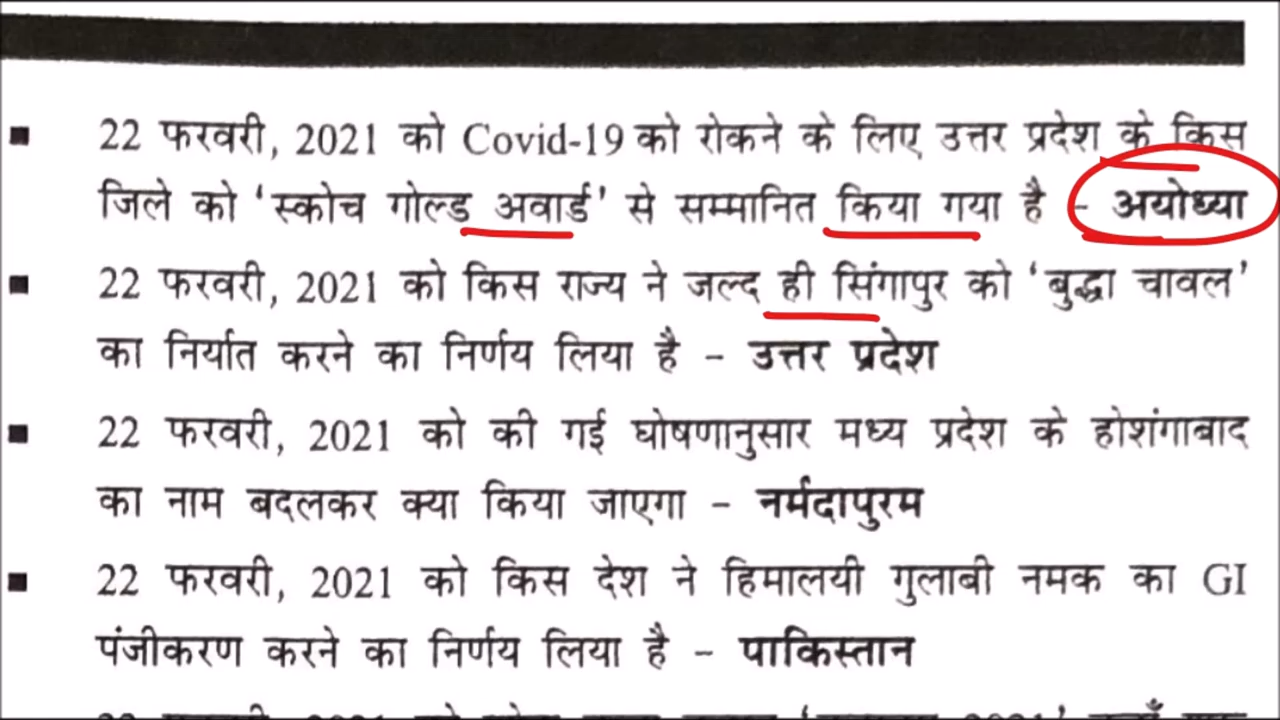 22 फरवरी, 2021 को Covid-19 को रोकने के लिए उत्तर प्रदेश के किस
जिले को ‘स्कोच गोल्ड अवार्ड’ से सम्मानित किया गया है - अयोध्या
22 फरवरी, 2021 को किस राज्य ने जल्द ही सिंगापुर को ‘बुद्धा चावल’
का निर्यात करने का निर्णय लिया है – उत्तर प्रदेश
22 फरवरी, 2021 को की गई घोषणानुसार मध्य प्रदेश के होशंगाबाद
का नाम बदलकर क्या किया जाएगा – नर्मदापुरम
22 फरवरी, 2021 को किस देश ने हिमालयी गुलाबी नमक का GI
पंजीकरण करने का निर्णय लिया है – पाकिस्तान